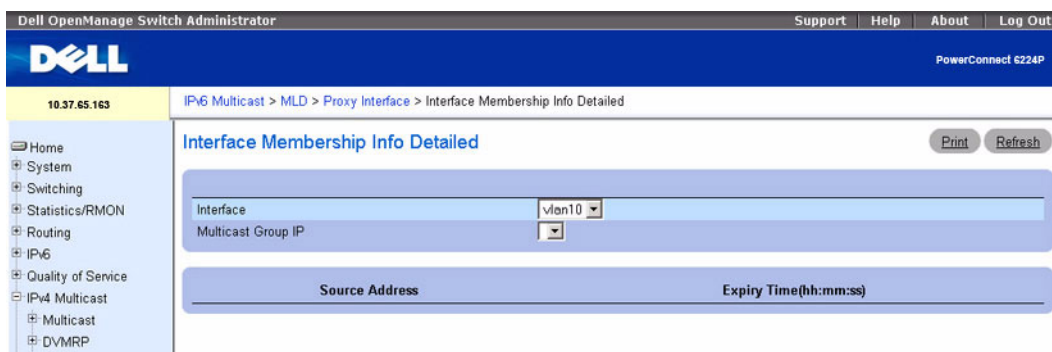 Dell OpenManage Switch Administrator
Support Help About Log Out
DELL
PowerConnect 6224P
10.37.65.163
IPv6 Multicast > MLD > Proxy Interface > Interface Membership Info Detailed
Home
System
Switching
Statistics/RMON
Routing
IPv6
Quality of Service
IPv4 Multicast
Multicast
DVMRP
Interface Membership Info Detailed
Print Refresh
Interface vlan10
Multicast Group IP
Source Address Expiry Time(hh:mm:ss)